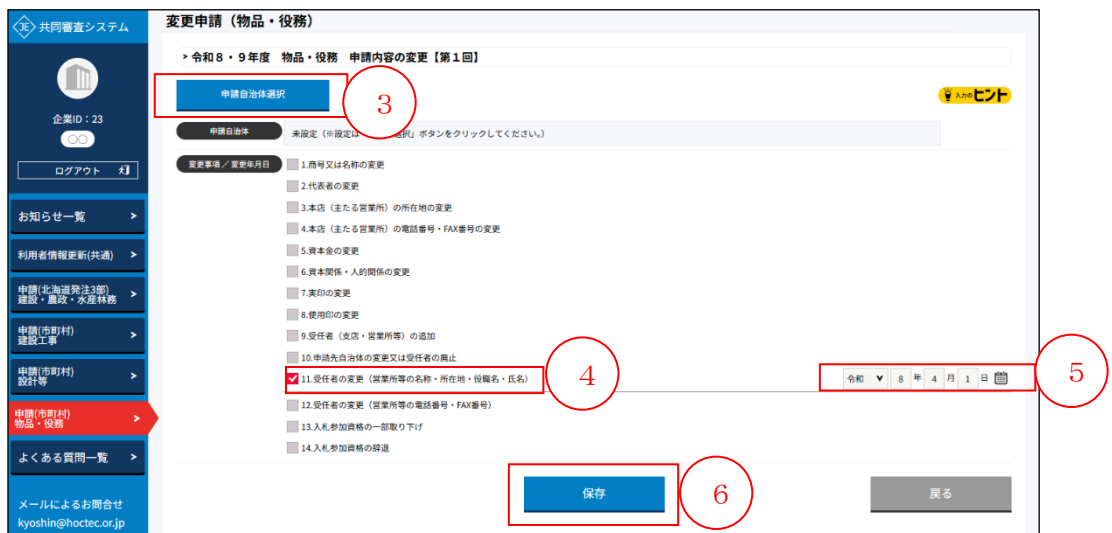 JE 共同審査システム
企業ID:23
○○
ログアウト
お知らせ一覧 >
利用者情報更新(共通) >
申請(北海道発注3部)
建設・農政・水産林務 >
申請(市町村)
建設工事 >
申請(市町村)
設計等 >
申請(市町村)
物品・役務 >
よくある質問一覧 >
メールによるお問合せ
kyoshin@hoctec.or.jp
変更申請(物品・役務)
> 令和8・9年度 物品・役務 申請内容の変更【第1回】
申請自治体選択
3
入力のヒント
申請自治体
未設定(※設定は 選択」ボタンをクリックしてください。)
変更事項/変更年月日
1.商号又は名称の変更
2.代表者の変更
3.本店(主たる営業所)の所在地の変更
4.本店(主たる営業所)の電話番号・FAX番号の変更
5.資本金の変更
6.資本関係・人的関係の変更
7.実印の変更
8.使用印の変更
9.受任者(支店・営業所等)の追加
10.申請先自治体の変更又は受任者の廃止
11.受任者の変更(営業所等の名称・所在地・役職名・氏名) 4 令和 8 年 4 月 1 日 5
12.受任者の変更(営業所等の電話番号・FAX番号)
13.入札参加資格の一部取り下げ
14.入札参加資格の辞退
保存 6 戻る